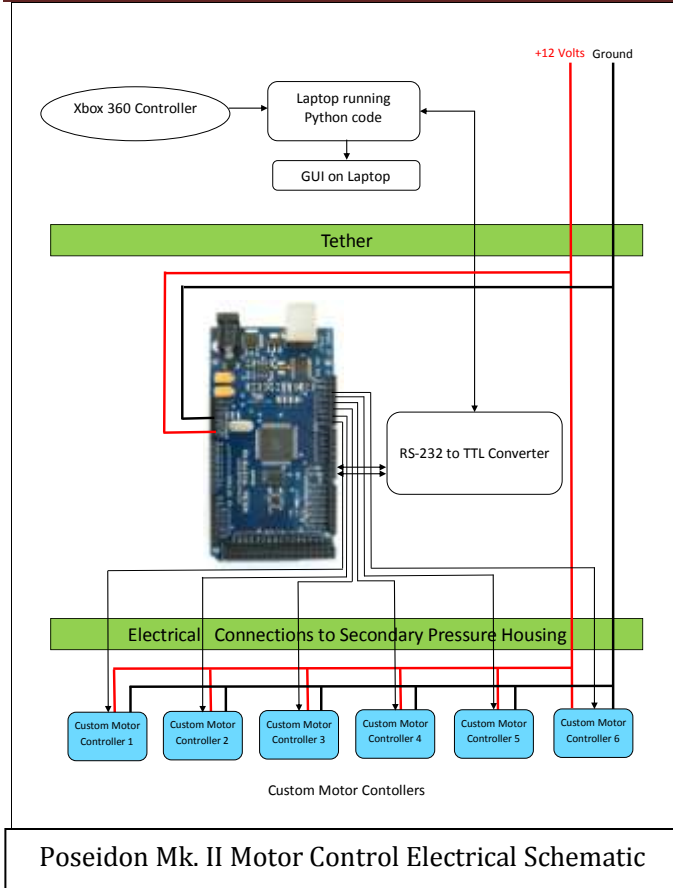 +12 Volts Ground
Xbox 360 Controller
Laptop running
Python code
GUI on Laptop
Tether
RS-232 to TTL Converter
Electrical Connections to Secondary Pressure Housing
Custom Motor
Controller 1
Custom Motor
Controller 2
Custom Motor
Controller 3
Custom Motor
Controller 4
Custom Motor
Controller 5
Custom Motor
Controller 6
Custom Motor Contollers
Poseidon Mk. II Motor Control Electrical Schematic